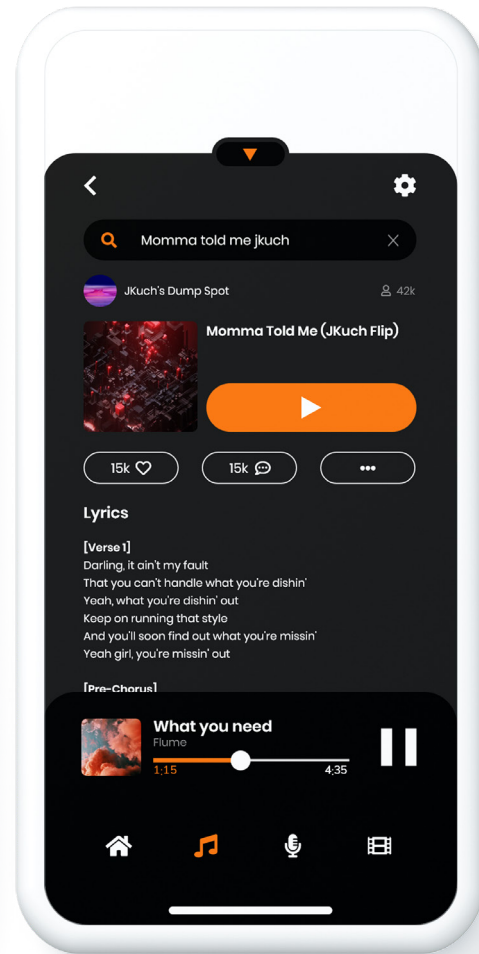 Momma told me jkuch
JKuch's Dump Spot
42k
Momma Told Me (JKuch Flip)
15k
15k
Lyrics
[Verse 1]
Darling, it ain't my fault
That you can't handle what you're dishin'
Yeah, what you're dishin' out
Keep on running that style
And you'll soon find out what you're missin'
Yeah girl, you're missin' out
[Pre-Chorus]
What you need
Flume
1:15
4:35